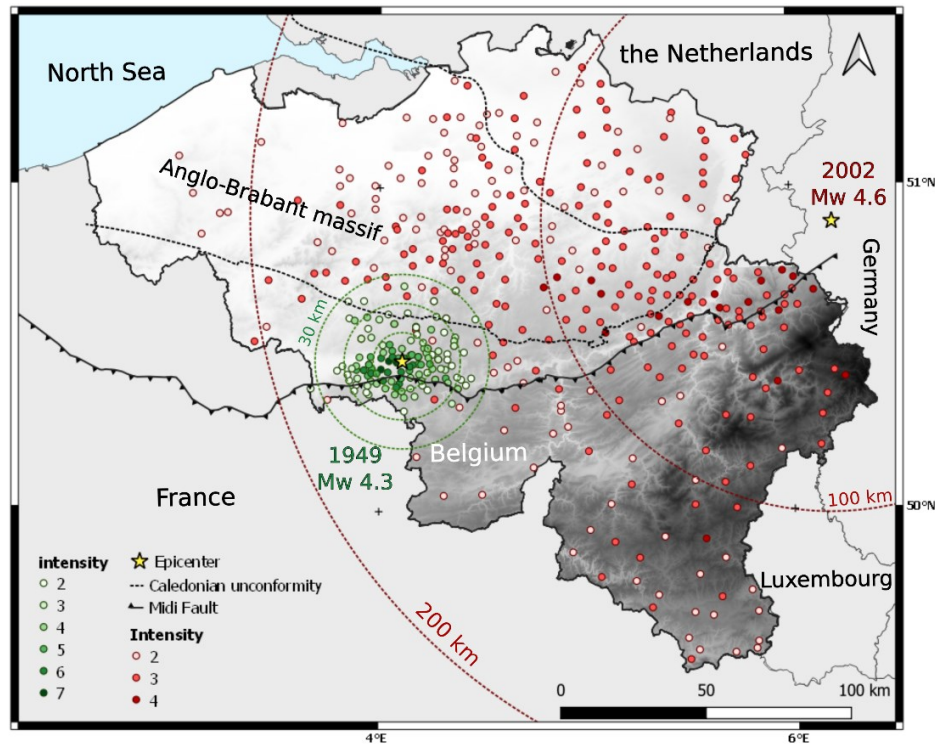 North Sea
the Netherlands
Anglo-Brabant massif
51°N
2002
Mw 4.6
Germany
30 km
1949
Mw 4.3
Belgium
France
100 km
50°N
intensity
2
3
4
5
6
7
Epicenter
Caledonian unconformity
Midi Fault
Intensity
2
3
4
200 km
Luxembourg
0 50 100 km
4°E 6°E